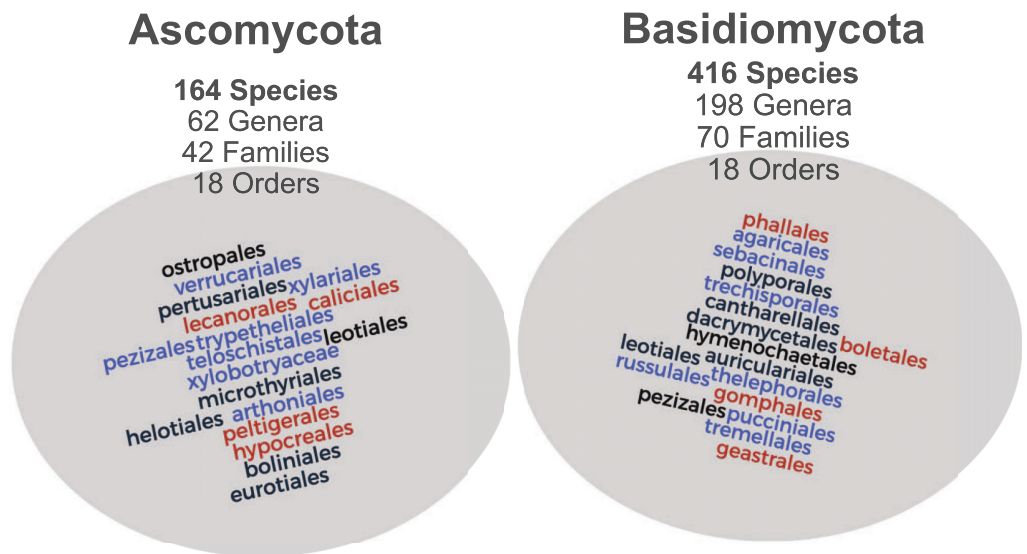 Ascomycota
164 Species
62 Genera
42 Families
18 Orders
ostropales
verrucariales
pertusariales xylariales
lecanorales caliciales
pezizales trypetheliales
teloschistales leotiales
xylobotryaceae
microthyriales
helotiales arthoniales
peltigerales
hypocreales
boliniales
eurotiales
Basidiomycota
416 Species
198 Genera
70 Families
18 Orders
phallales
agaricales
sebacinales
polyporales
trechisporales
cantharellales
dacrymycetales boletales
hymenochaetales
leotiales auriculariales
russulales thelephorales
gomphales
pezizales pucciniales
tremellales
geastrales